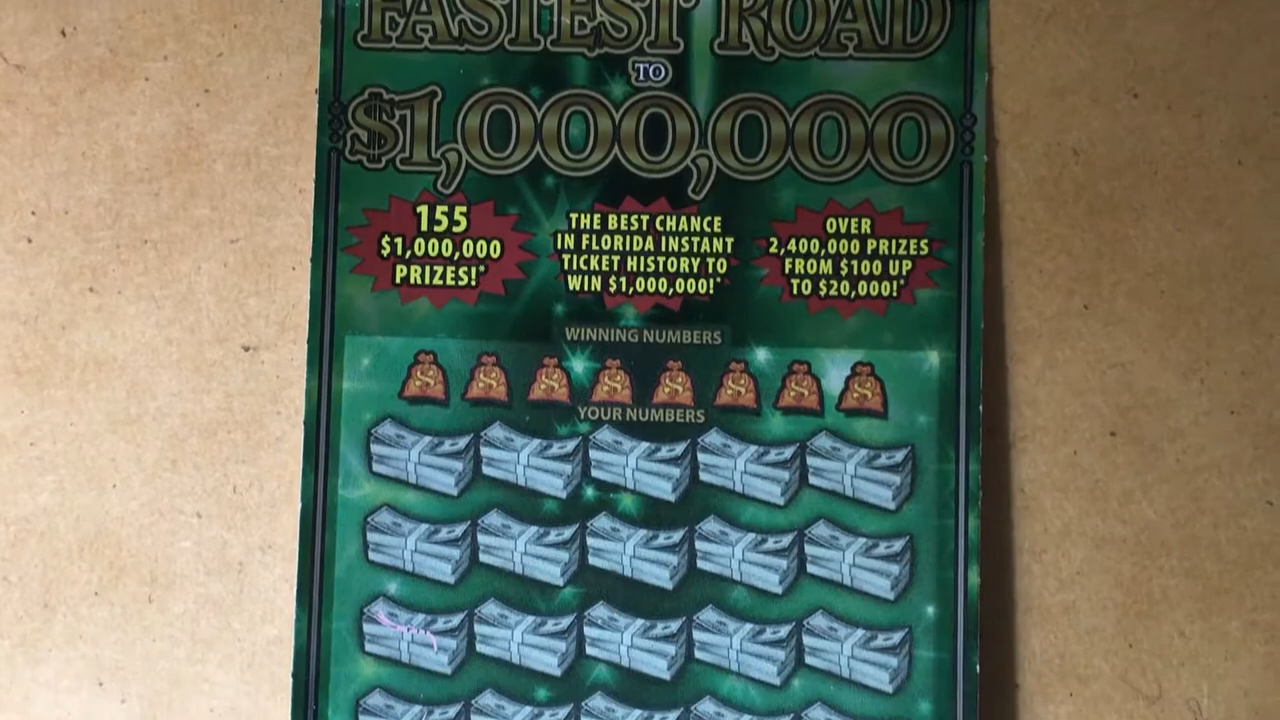 FASTEST ROAD
TO
$1,000,000
155
$1,000,000
PRIZES!*
THE BEST CHANCE
IN FLORIDA INSTANT
TICKET HISTORY TO
WIN $1,000,000!*
OVER
2,400,000 PRIZES
FROM $100 UP
TO $20,000!*
WINNING NUMBERS
YOUR NUMBERS